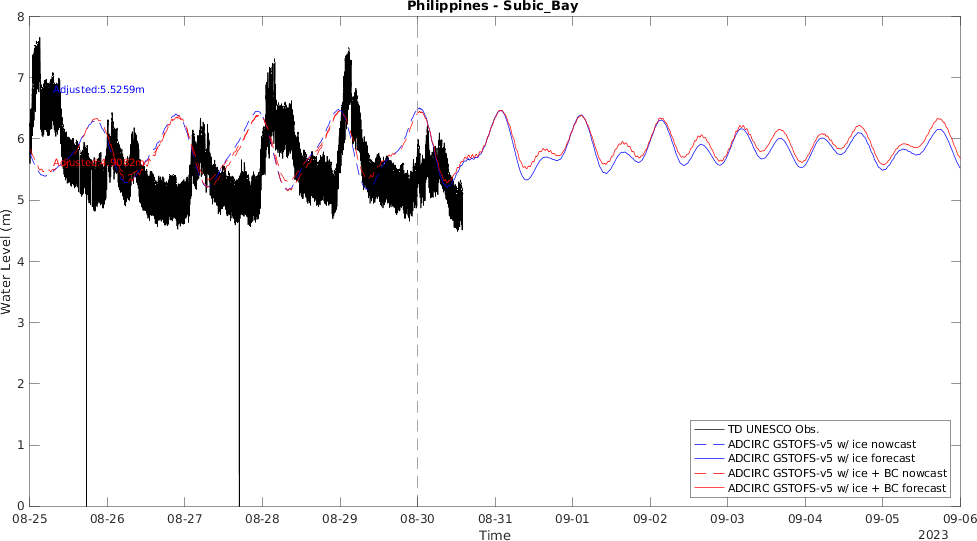 Philippines - Subic_Bay
8
7
6
5
4
3
2
1
0
Water Level (m)
Adjusted:5.5259m
08-25
08-26
08-27
08-28
08-29
08-30
08-31
09-01
09-02
09-03
09-04
09-05
09-06
Time
2023
TD UNESCO Obs.
ADCIRC GSTOFS-v5 w/ ice nowcast
ADCIRC GSTOFS-v5 w/ ice forecast
ADCIRC GSTOFS-v5 w/ ice + BC nowcast
ADCIRC GSTOFS-v5 w/ ice + BC forecast